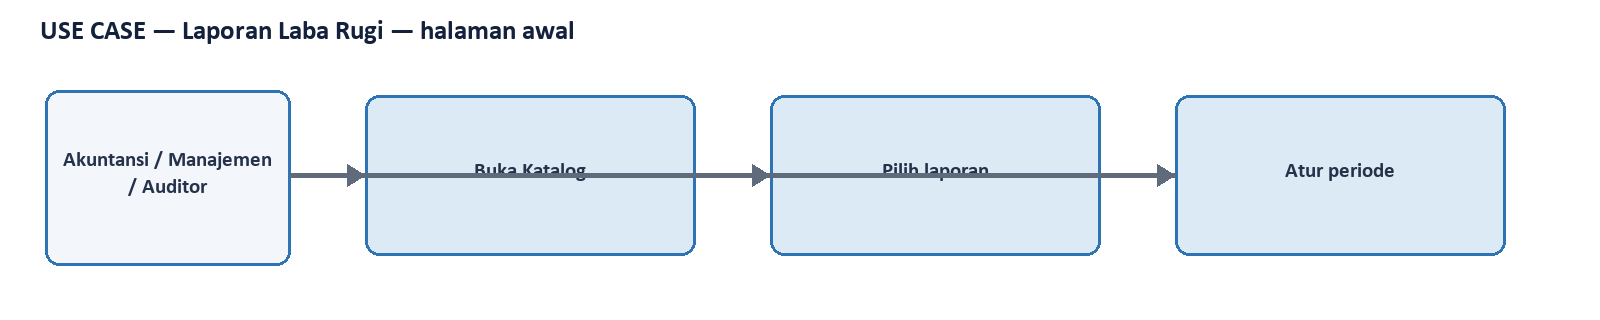 USE CASE — Laporan Laba Rugi — halaman awal
Akuntansi / Manajemen
/ Auditor
Buka Katalog
Pilih laporan
Atur periode